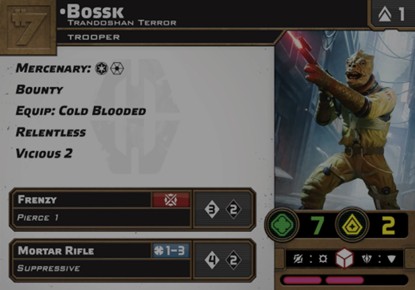 •Bossk
1
Trandoshan Terror
TROOPER
Mercenary:
Bounty
Equip: Cold Blooded
Relentless
Vicious 2
Frenzy
3 2
Pierce 1
7 2
Mortar Rifle 1-3
4 2
Suppressive